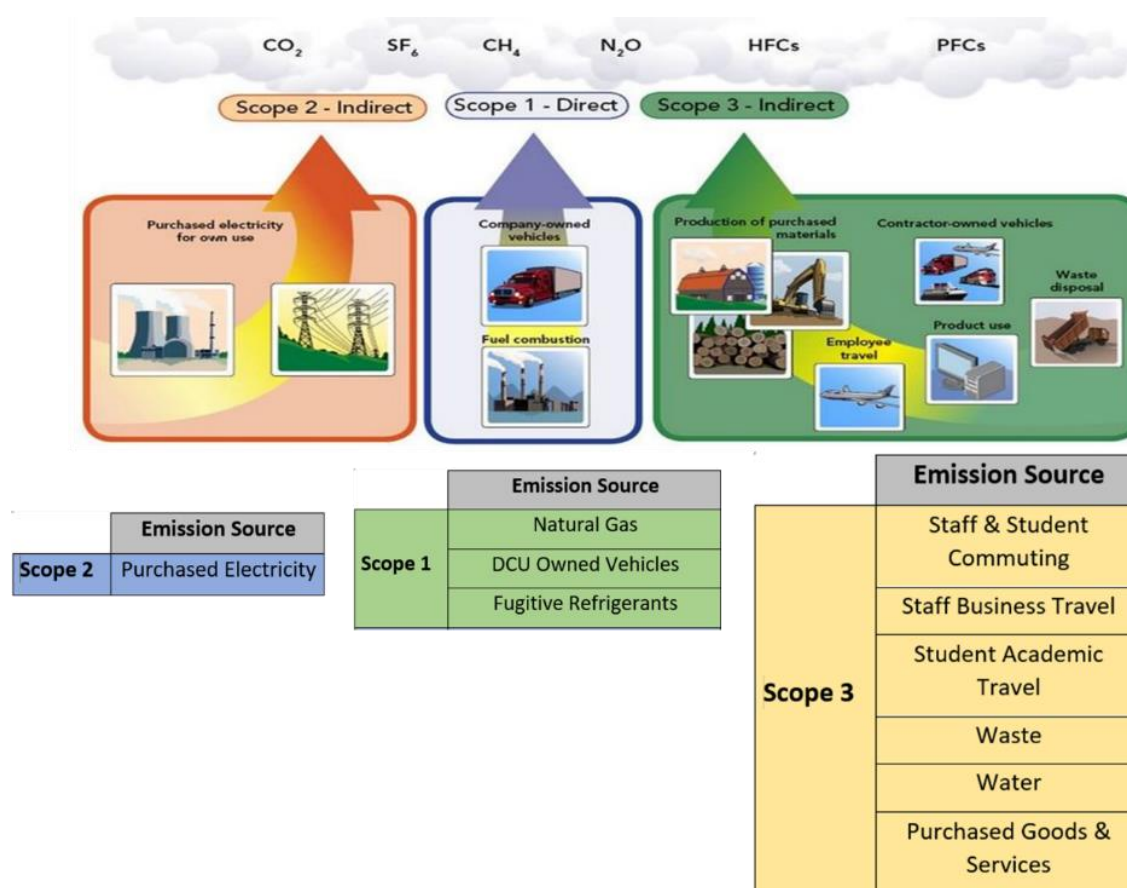 CO₂ SF₆ CH₄ N₂O HFCs PFCs
Scope 2 - Indirect
Scope 1 - Direct
Scope 3 - Indirect
Purchased electricity
for own use
Company-owned
vehicles
Fuel combustion
Production of purchased
materials
Contractor-owned vehicles
Waste
disposal
Product use
Employee
travel
Emission Source
Scope 2
Purchased Electricity
Emission Source
Scope 1
Natural Gas
DCU Owned Vehicles
Fugitive Refrigerants
Emission Source
Scope 3
Staff & Student
Commuting
Staff Business Travel
Student Academic
Travel
Waste
Water
Purchased Goods &
Services